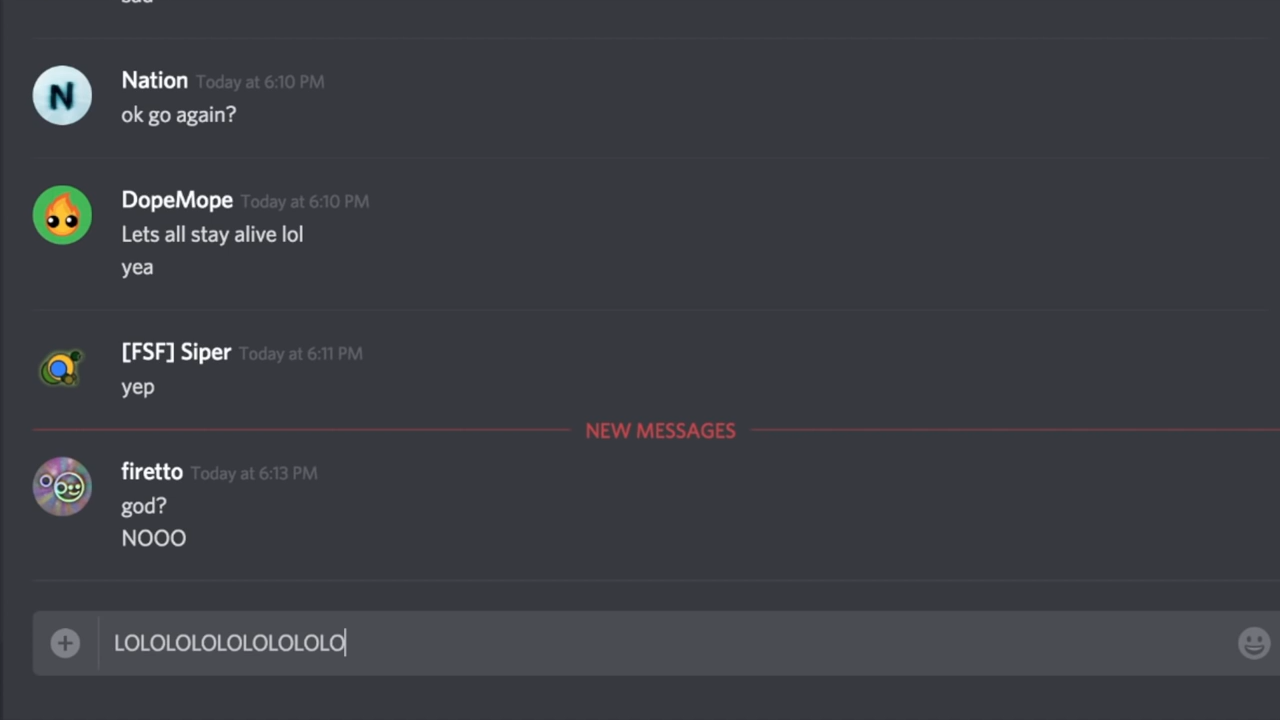 sad
Nation Today at 6:10 PM
N
ok go again?
DopeMope Today at 6:10 PM
Lets all stay alive lol
yea
[FSF] Siper Today at 6:11 PM
yep
NEW MESSAGES
firetto Today at 6:13 PM
god?
NOOO
LOLOLOLOLOLOLOLOLO